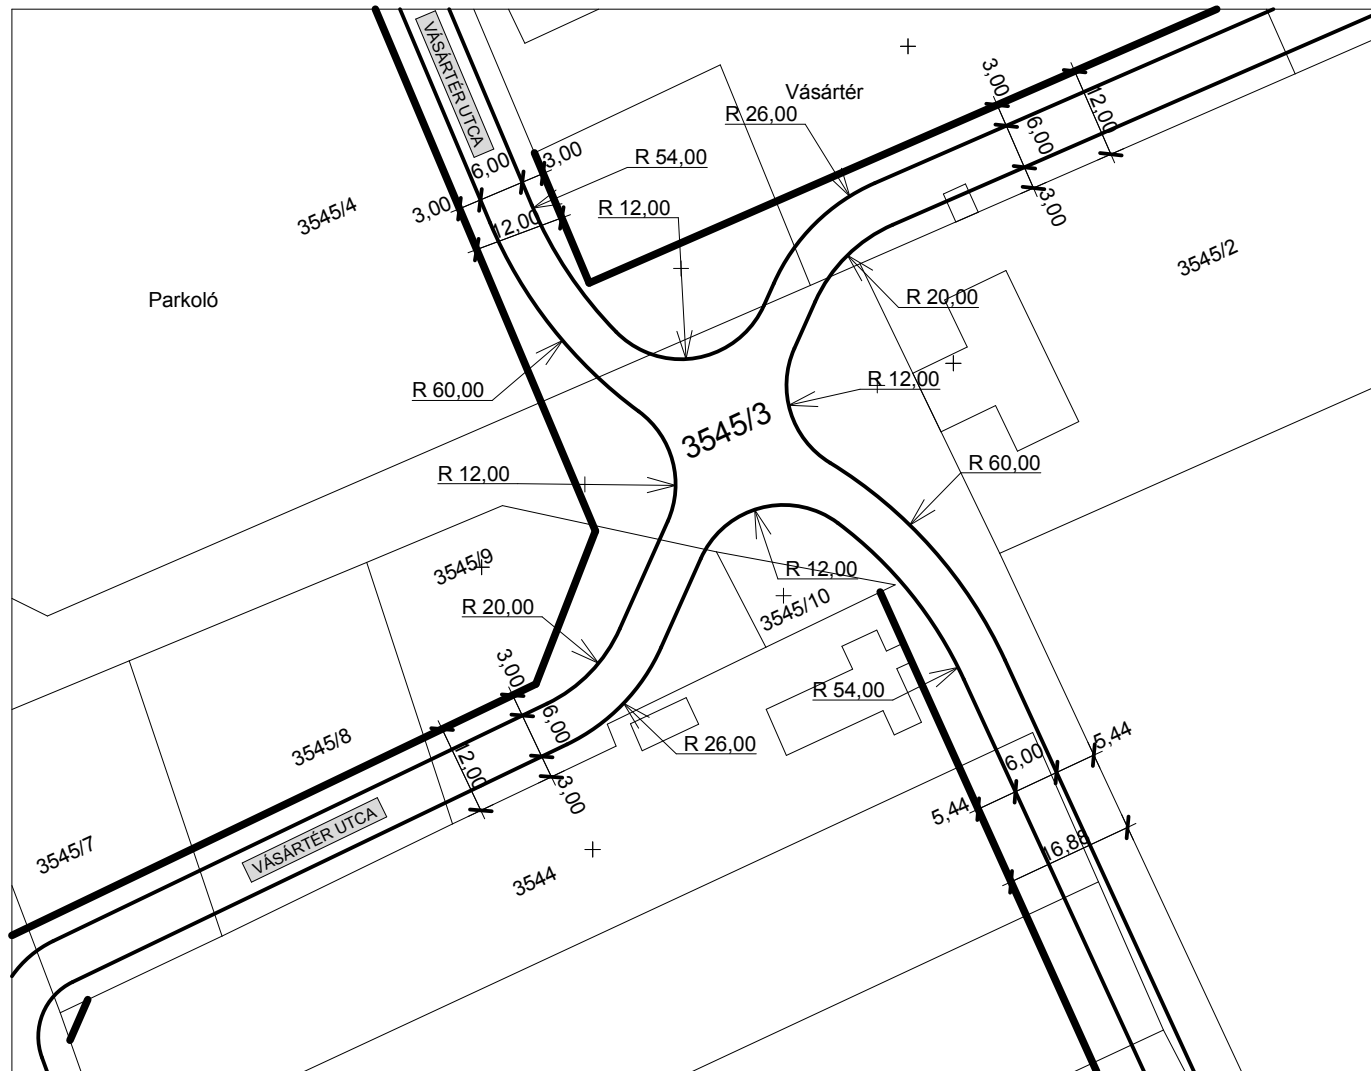 VÁSÁRTÉR UTCA
Vásártér
3,00
12,00
6,00
3,00
R 26,00
6,00
3,00
R 54,00
3,00
12,00
R 12,00
3545/4
3545/2
Parkoló
R 20,00
R 60,00
R 12,00
3545/3
R 12,00
R 60,00
3545/9
R 12,00
3545/10
R 20,00
3,00
6,00
R 54,00
3545/8
12,00
3,00
R 26,00
6,00
5,44
5,44
16,88
VÁSÁRTÉR UTCA
3545/7
3544